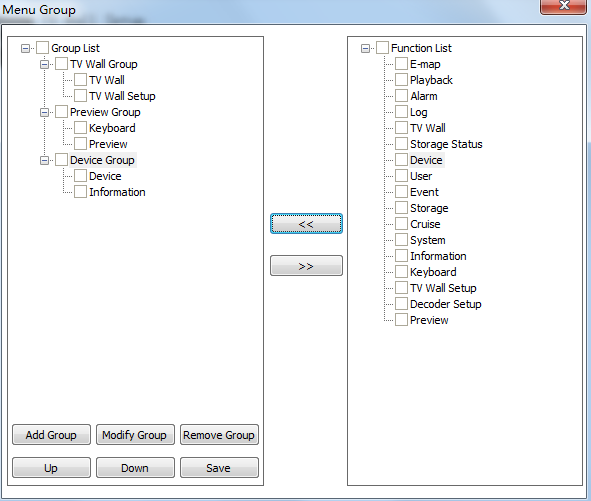 Menu Group
Group List
TV Wall Group
TV Wall
TV Wall Setup
Preview Group
Keyboard
Preview
Device Group
Device
Information
<<
>>
Function List
E-map
Playback
Alarm
Log
TV Wall
Storage Status
Device
User
Event
Storage
Cruise
System
Information
Keyboard
TV Wall Setup
Decoder Setup
Preview
Add Group Modify Group Remove Group
Up Down Save